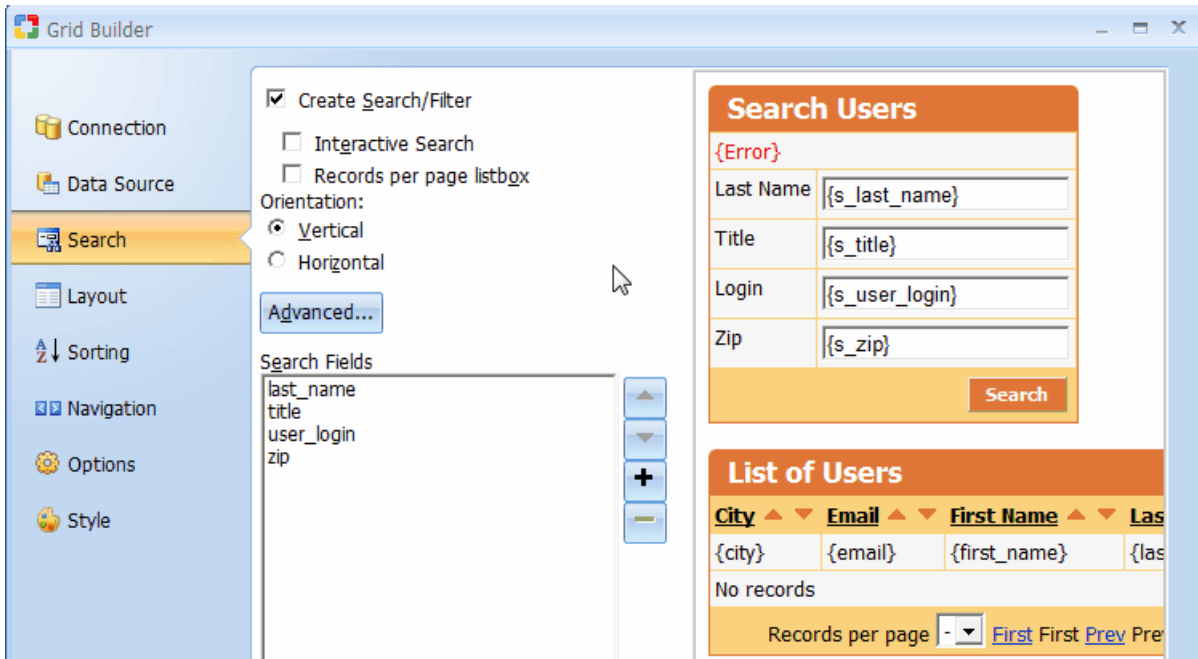 Grid Builder
Connection
Data Source
Search
Layout
Sorting
Navigation
Options
Style
Create Search/Filter
Interactive Search
Records per page listbox
Orientation:
Vertical
Horizontal
Advanced...
Search Fields
last_name
title
user_login
zip
Search Users
{Error}
Last Name {s_last_name}
Title {s_title}
Login {s_user_login}
Zip {s_zip}
Search
List of Users
City Email First Name Las
{city} {email} {first_name} {las
No records
Records per page - First First Prev Pre